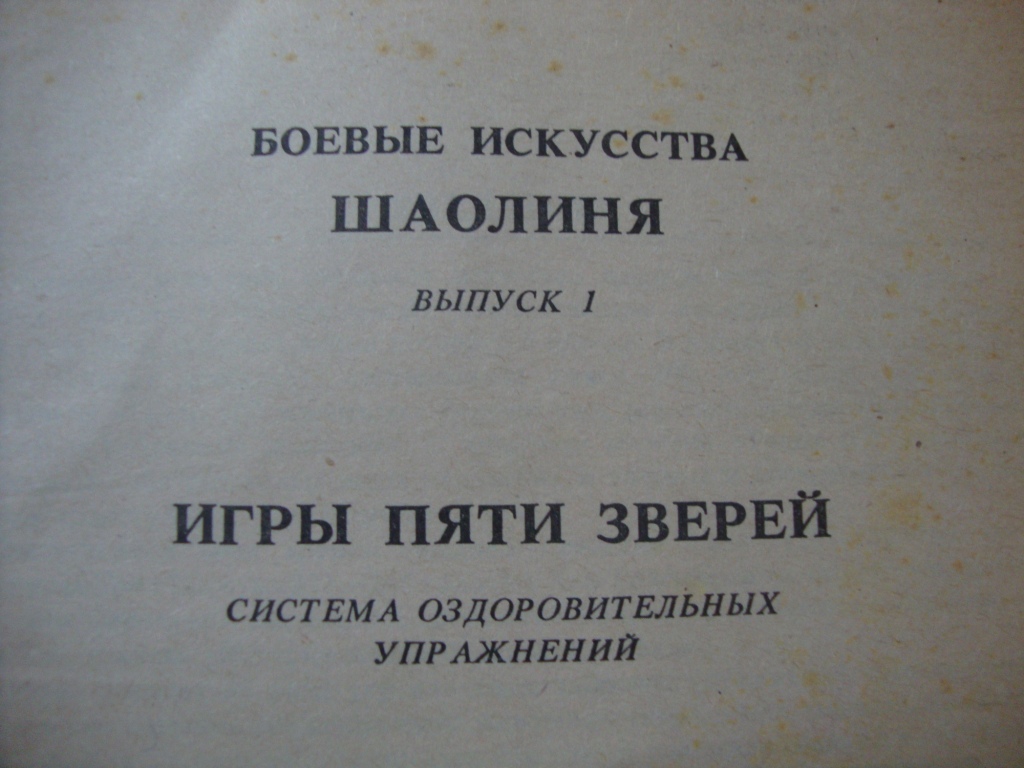 БОЕВЫЕ ИСКУССТВА
ШАОЛИНЯ
ВЫПУСК 1
ИГРЫ ПЯТИ ЗВЕРЕЙ
СИСТЕМА ОЗДОРОВИТЕЛЬНЫХ
УПРАЖНЕНИЙ